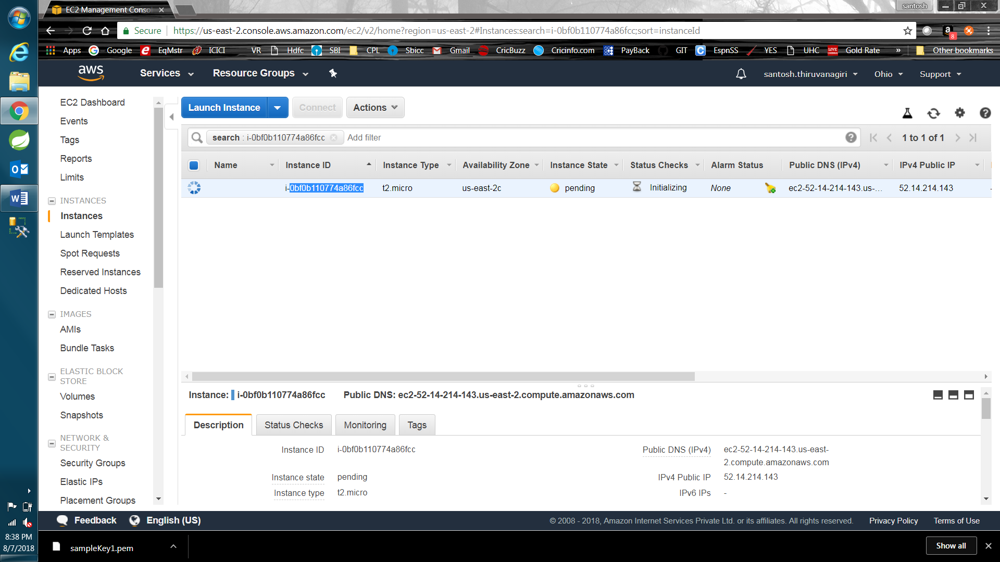 EC2 Management Conso
santosh
Secure
https://us-east-2.console.aws.amazon.com/ec2/v2/home?region=us-east-2#Instances:search=i-0bf0b110774a86fcc;sort=instanceId
8
Apps Google EqMstr ICICI VR Hdfc SBI CPL Sbicc Gmail CricBuzz Cricinfo.com PayBack GIT EspnSS YES UHC Gold Rate » Other bookmarks
aws Services Resource Groups santosh.thiruvanagiri Ohio Support
EC2 Dashboard
Events
Tags
Reports
Limits
INSTANCES
Instances
Launch Templates
Spot Requests
Reserved Instances
Dedicated Hosts
IMAGES
AMIs
Bundle Tasks
ELASTIC BLOCK
STORE
Volumes
Snapshots
NETWORK &
SECURITY
Security Groups
Elastic IPs
Placement Groups
Launch Instance Connect Actions
search : i-0bf0b110774a86fcc Add filter 1 to 1 of 1
Name Instance ID Instance Type Availability Zone Instance State Status Checks Alarm Status Public DNS (IPv4) IPv4 Public IP
i-0bf0b110774a86fcc t2.micro us-east-2c pending Initializing None ec2-52-14-214-143.us-... 52.14.214.143 -
Instance: i-0bf0b110774a86fcc Public DNS: ec2-52-14-214-143.us-east-2.compute.amazonaws.com
Description Status Checks Monitoring Tags
Instance ID i-0bf0b110774a86fcc
Public DNS (IPv4) ec2-52-14-214-143.us-east-
2.compute.amazonaws.com
Instance state pending
IPv4 Public IP 52.14.214.143
Instance type t2.micro
IPv6 IPs -
Feedback English (US) © 2008 - 2018, Amazon Internet Services Private Ltd. or its affiliates. All rights reserved. Privacy Policy Terms of Use
8:38 PM
8/7/2018
sampleKey1.pem
Show all